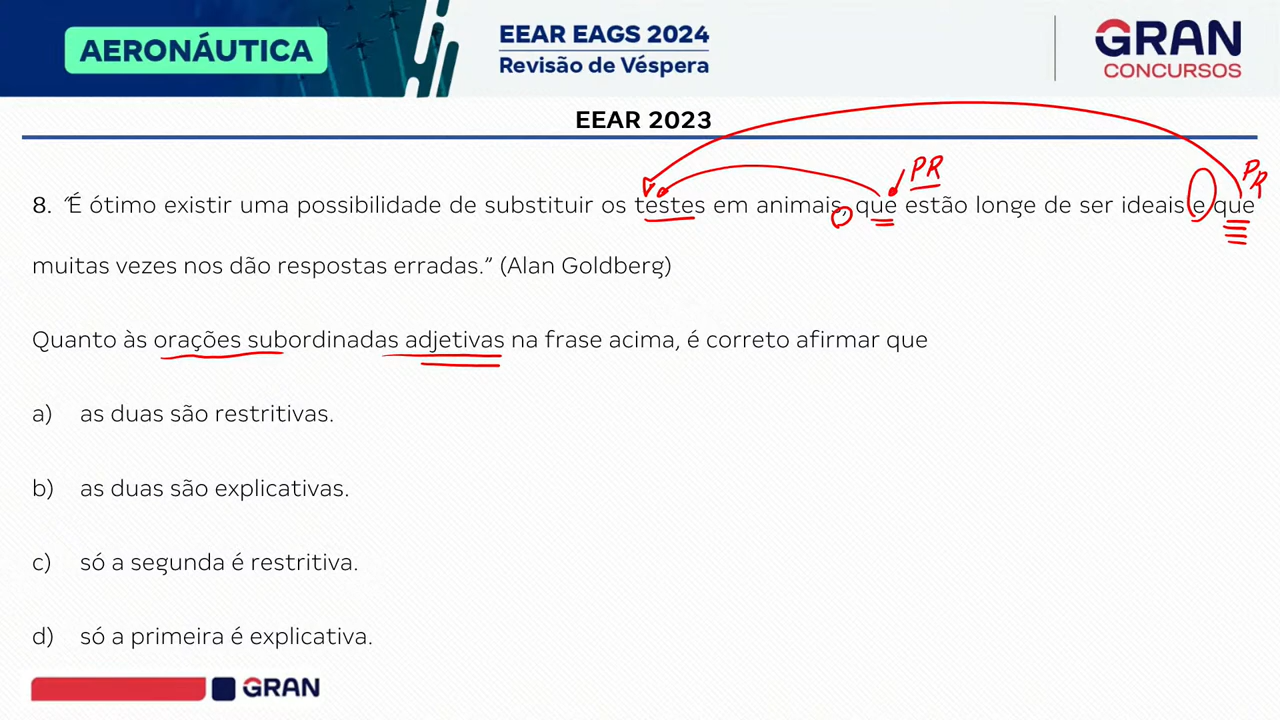 AERONÁUTICA
EEAR EAGS 2024
Revisão de Véspera
GRAN
CONCURSOS
EEAR 2023
PR
PR
8. “É ótimo existir uma possibilidade de substituir os testes em animais, que estão longe de ser ideais e que
muitas vezes nos dão respostas erradas.” (Alan Goldberg)
Quanto às orações subordinadas adjetivas na frase acima, é correto afirmar que
a) as duas são restritivas.
b) as duas são explicativas.
c) só a segunda é restritiva.
d) só a primeira é explicativa.
GRAN